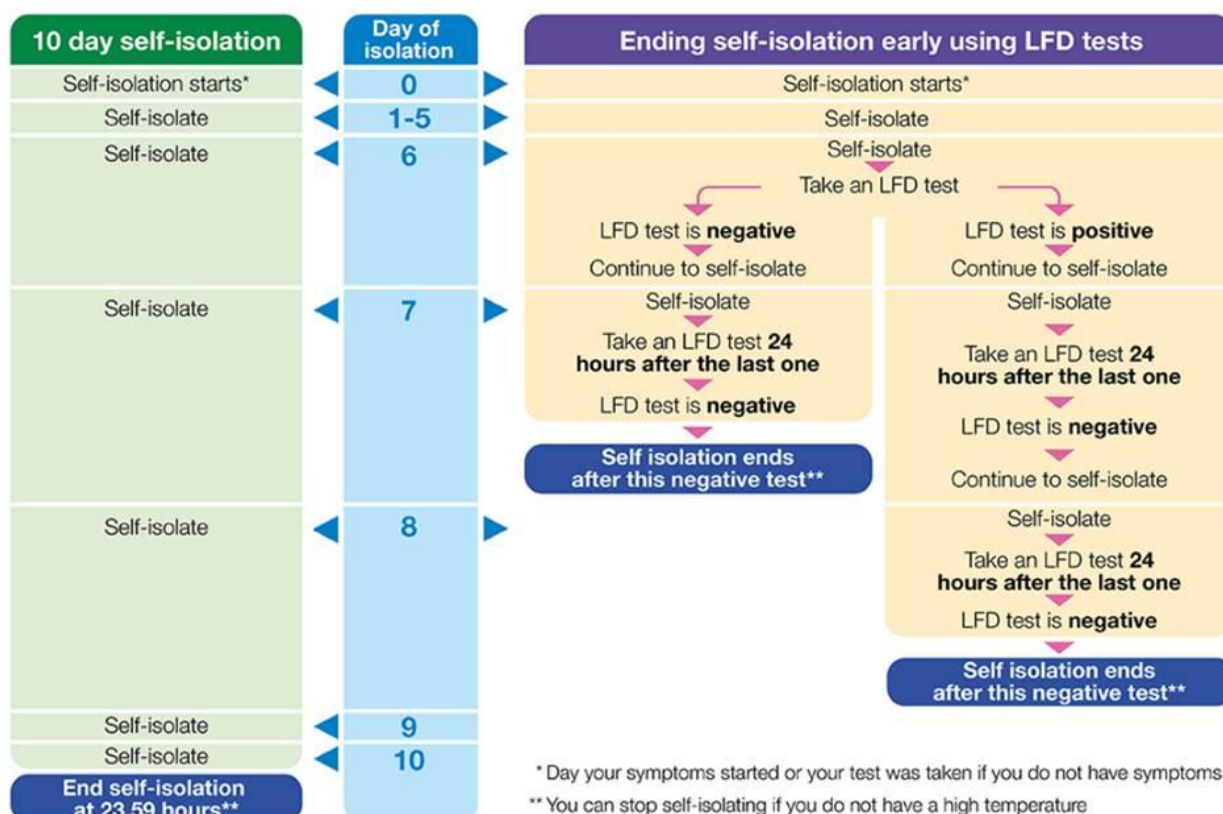 10 day self-isolation
Self-isolation starts*
Self-isolate
Self-isolate
Self-isolate
Self-isolate
Self-isolate
Self-isolate
End self-isolation
at 23.59 hours**
Day of
isolation
0
1-5
6
7
8
9
10
Ending self-isolation early using LFD tests
Self-isolation starts*
Self-isolate
Self-isolate
Take an LFD test
LFD test is negative
Continue to self-isolate
Self-isolate
Take an LFD test 24
hours after the last one
LFD test is negative
Self isolation ends
after this negative test**
LFD test is positive
Continue to self-isolate
Self-isolate
Take an LFD test 24
hours after the last one
LFD test is negative
Continue to self-isolate
Self-isolate
Take an LFD test 24
hours after the last one
LFD test is negative
Self isolation ends
after this negative test**
* Day your symptoms started or your test was taken if you do not have symptoms
** You can stop self-isolating if you do not have a high temperature